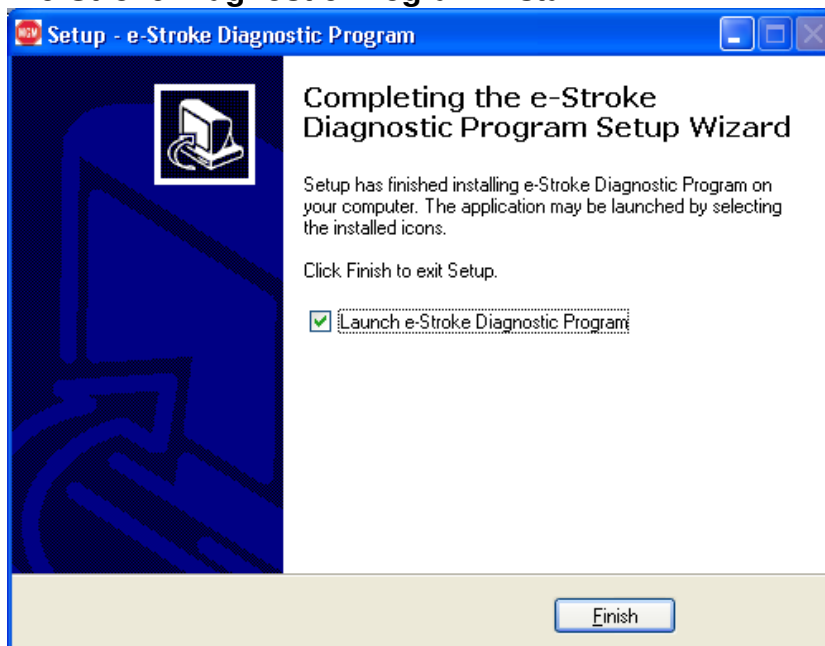 MGM Setup - e-Stroke Diagnostic Program
Completing the e-Stroke
Diagnostic Program Setup Wizard
Setup has finished installing e-Stroke Diagnostic Program on
your computer. The application may be launched by selecting
the installed icons.
Click Finish to exit Setup.
Launch e-Stroke Diagnostic Program
Finish